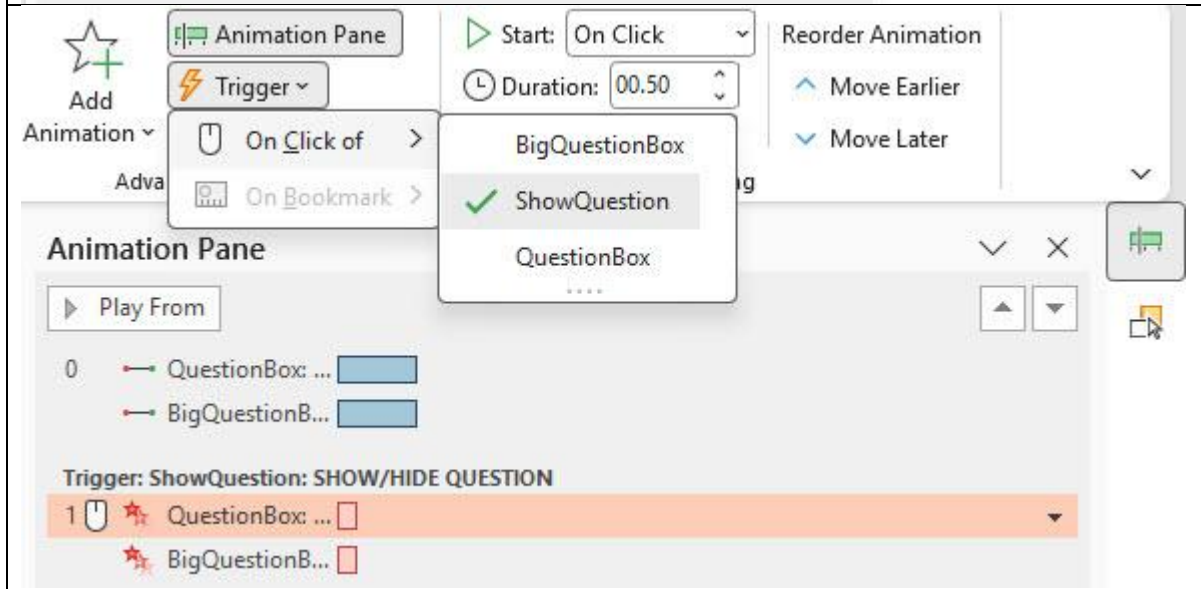 Animation Pane
Start: On Click
Reorder Animation
Add
Animation
Trigger
Duration: 00.50
Move Earlier
Move Later
On Click of
On Bookmark
BigQuestionBox
ShowQuestion
QuestionBox
Adva
Animation Pane
Play From
0 QuestionBox: ...
BigQuestionB...
Trigger: ShowQuestion: SHOW/HIDE QUESTION
1 QuestionBox: ...
BigQuestionB...